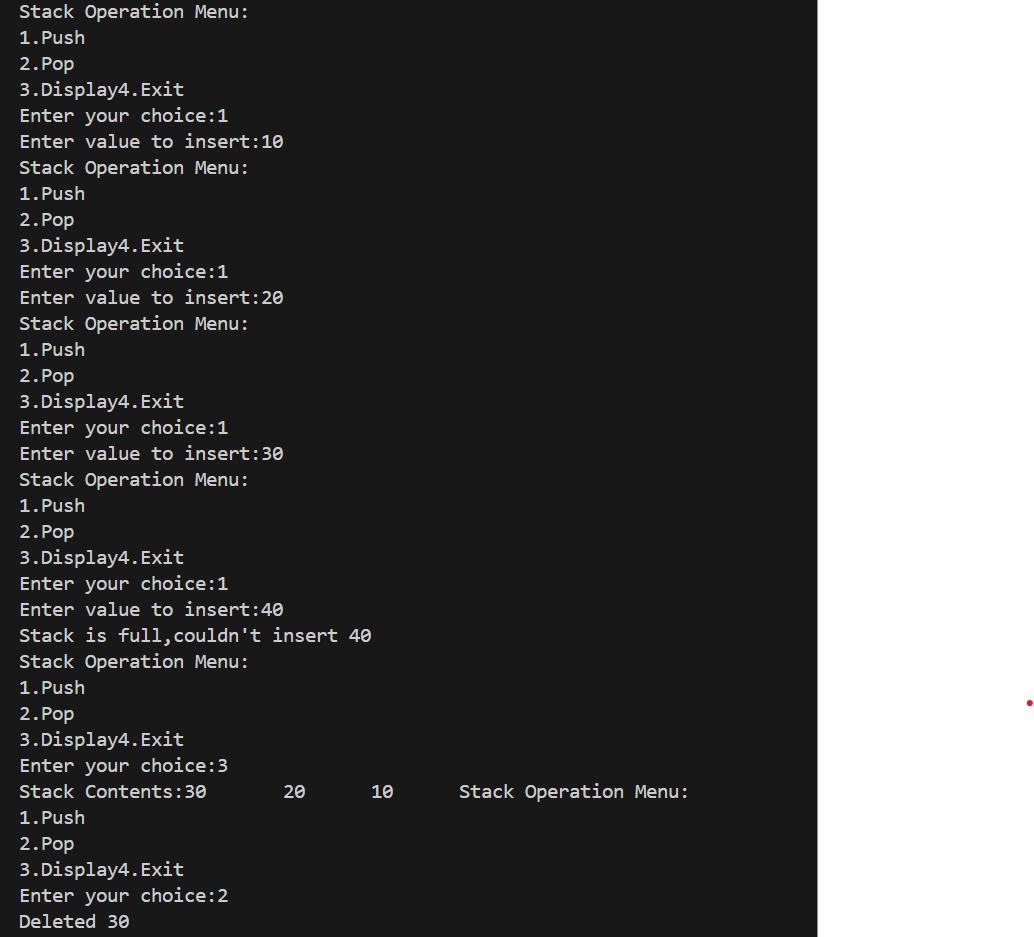 Stack Operation Menu:
1.Push
2.Pop
3.Display4.Exit
Enter your choice:1
Enter value to insert:10
Stack Operation Menu:
1.Push
2.Pop
3.Display4.Exit
Enter your choice:1
Enter value to insert:20
Stack Operation Menu:
1.Push
2.Pop
3.Display4.Exit
Enter your choice:1
Enter value to insert:30
Stack Operation Menu:
1.Push
2.Pop
3.Display4.Exit
Enter your choice:1
Enter value to insert:40
Stack is full,couldn't insert 40
Stack Operation Menu:
1.Push
2.Pop
3.Display4.Exit
Enter your choice:3
Stack Contents:30       20      10      Stack Operation Menu:
1.Push
2.Pop
3.Display4.Exit
Enter your choice:2
Deleted 30